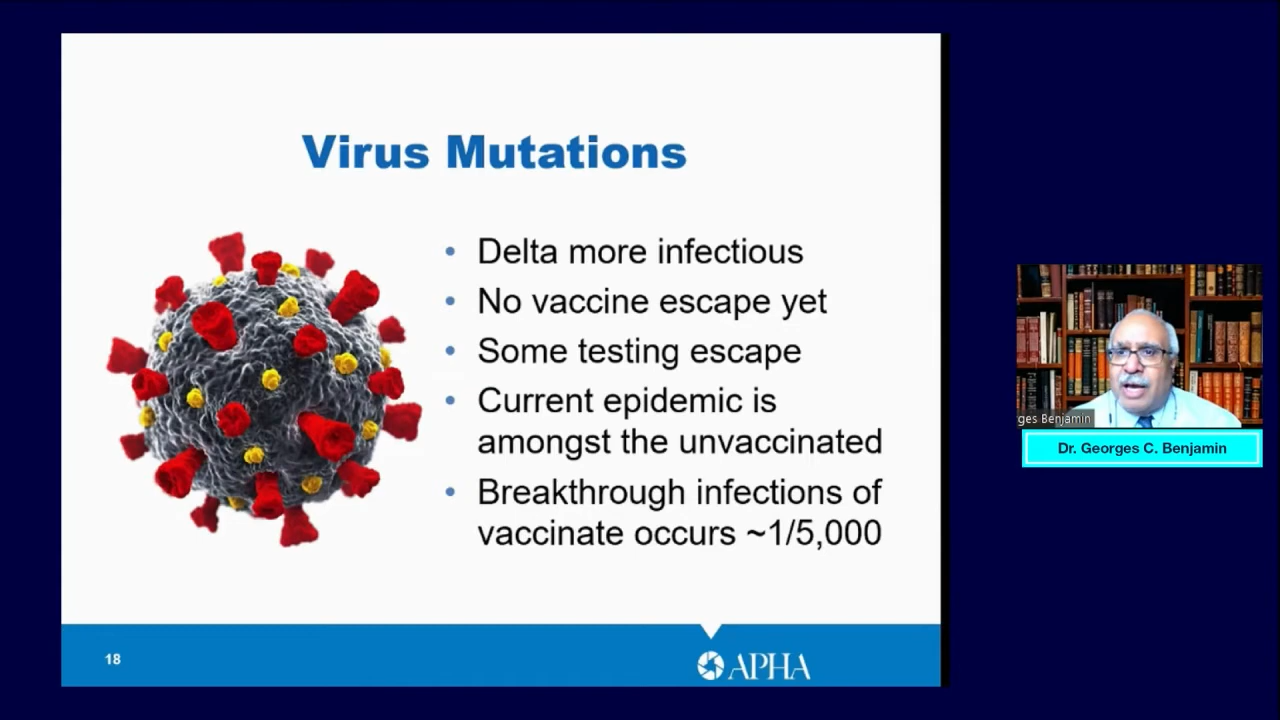 Virus Mutations
• Delta more infectious
• No vaccine escape yet
• Some testing escape
• Current epidemic is
amongst the unvaccinated
• Breakthrough infections of
vaccinate occurs ~1/5,000
18
APHA
ges Benjamin
Dr. Georges C. Benjamin